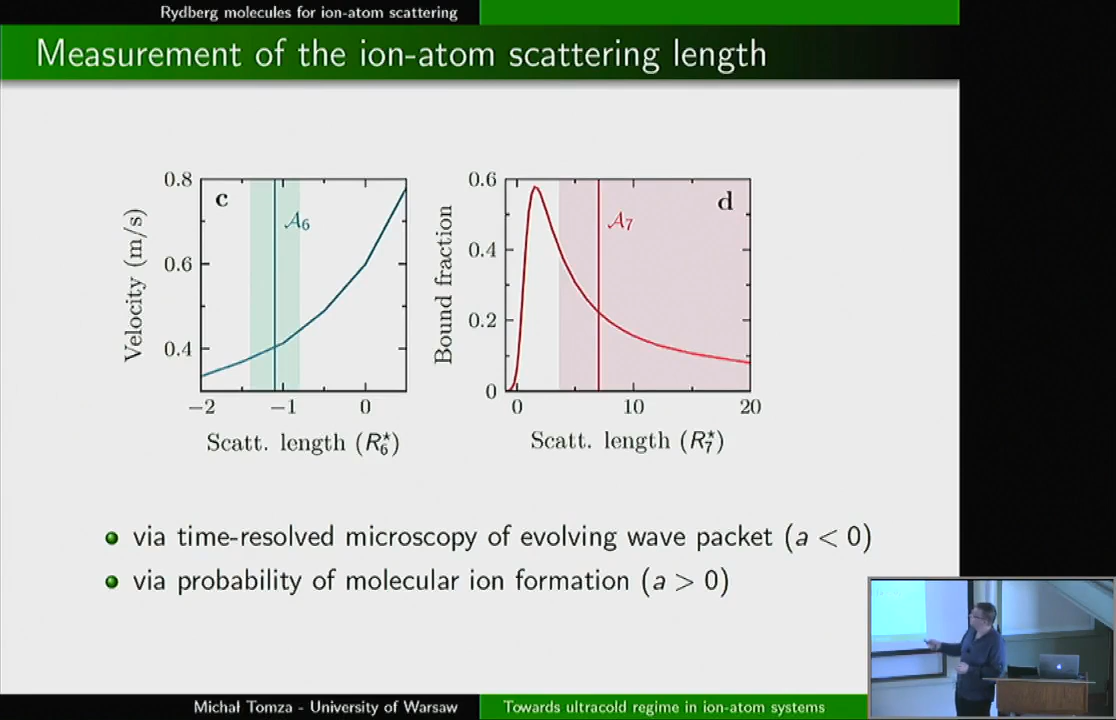 Rydberg molecules for ion-atom scattering
Measurement of the ion-atom scattering length
0.8
0.6
0.4
Velocity (m/s)
c
A₆
−2 −1 0
Scatt. length (R₆*)
0.6
0.4
0.2
0
Bound fraction
d
A₇
0 10 20
Scatt. length (R₇*)
via time-resolved microscopy of evolving wave packet (a < 0)
via probability of molecular ion formation (a > 0)
Michał Tomza - University of Warsaw
Towards ultracold regime in ion-atom systems